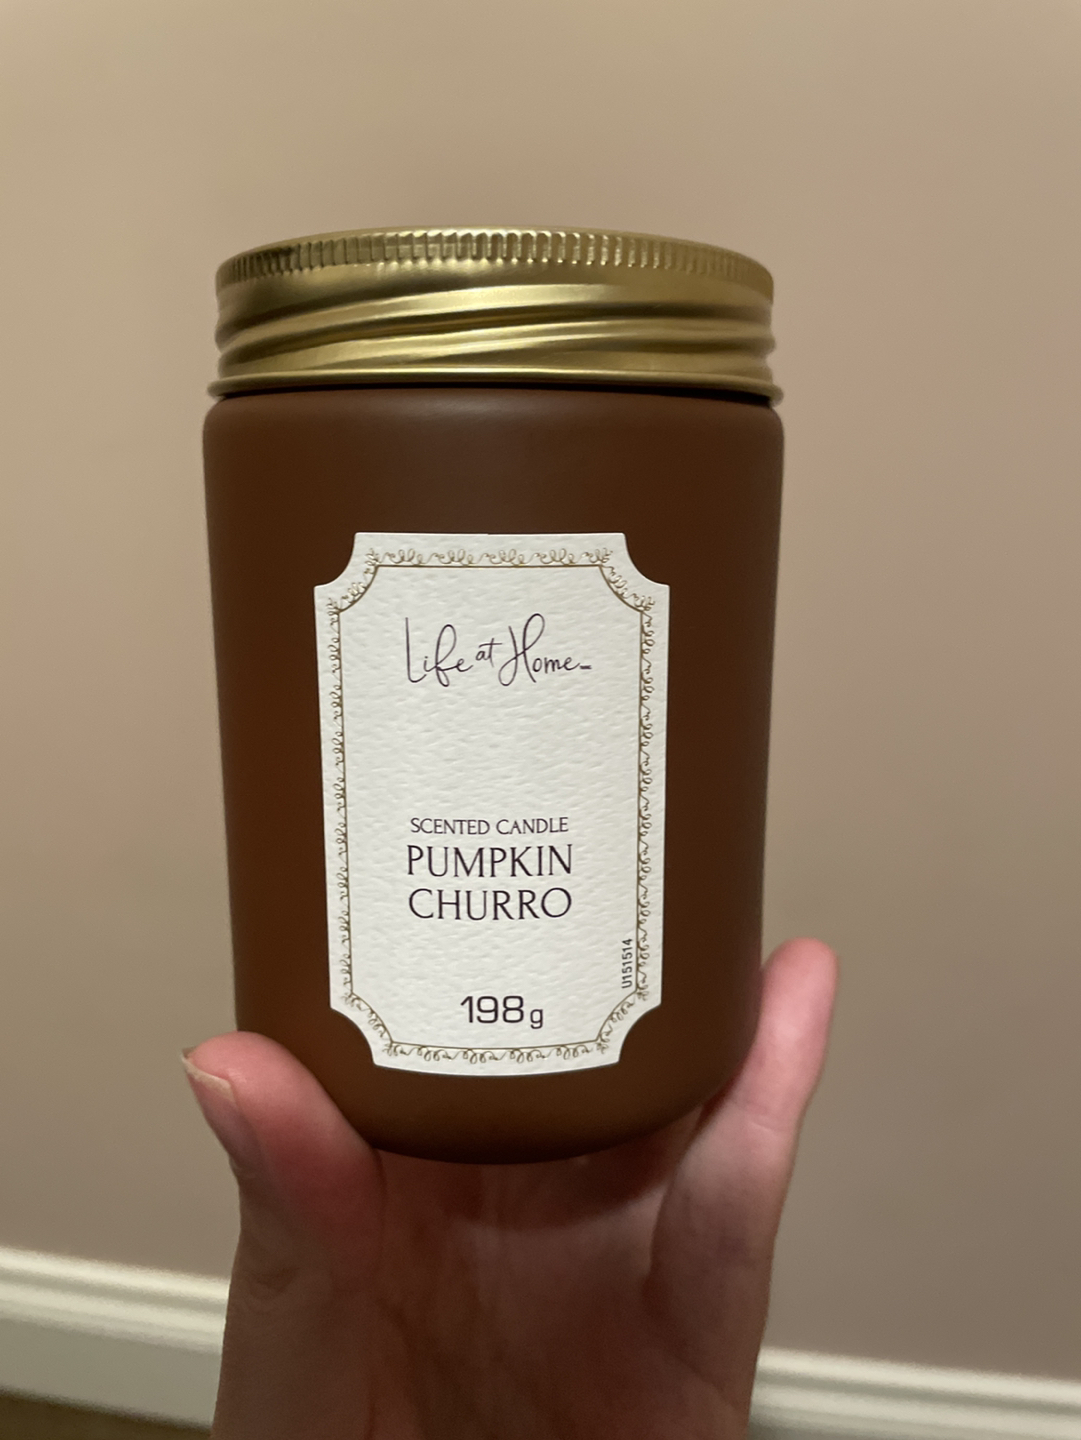 Life at Home
SCENTED CANDLE
PUMPKIN
CHURRO
U151514
198g